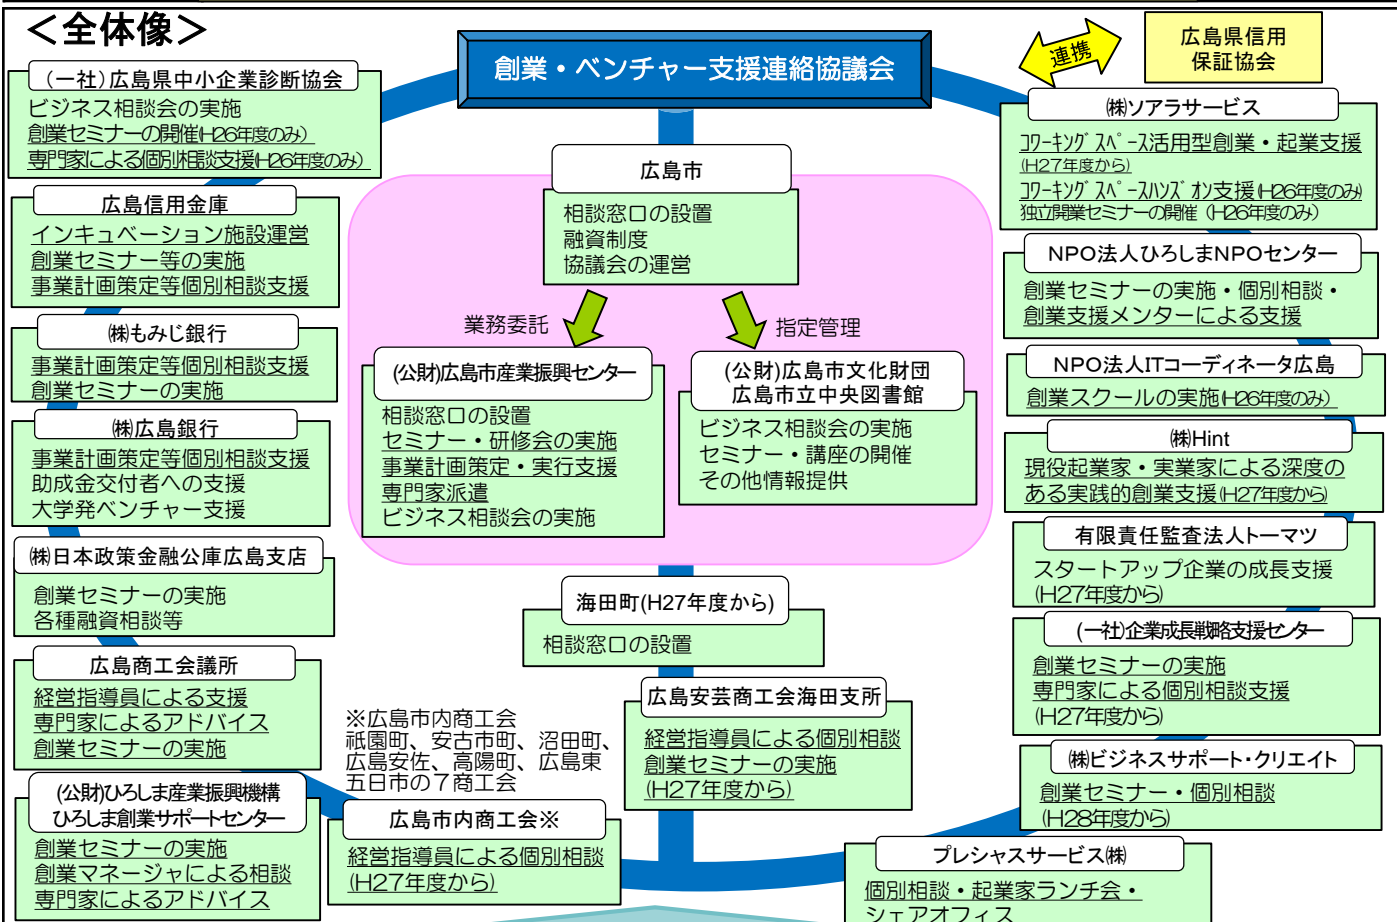 ＜全体像＞
創業・ベンチャー支援連絡協議会
連携
広島県信用
保証協会
（一社）広島県中小企業診断協会
ビジネス相談会の実施
創業セミナーの開催(H26年度のみ)
専門家による個別相談支援(H26年度のみ)
広島信用金庫
インキュベーション施設運営
創業セミナー等の実施
事業計画策定等個別相談支援
㈱もみじ銀行
事業計画策定等個別相談支援
創業セミナーの実施
㈱広島銀行
事業計画策定等個別相談支援
助成金交付者への支援
大学発ベンチャー支援
㈱日本政策金融公庫広島支店
創業セミナーの実施
各種融資相談等
広島商工会議所
経営指導員による支援
専門家によるアドバイス
創業セミナーの実施
(公財)ひろしま産業振興機構
ひろしま創業サポートセンター
創業セミナーの実施
創業マネージャによる相談
専門家によるアドバイス
広島市
相談窓口の設置
融資制度
協議会の運営
業務委託
指定管理
(公財)広島市産業振興センター
相談窓口の設置
セミナー・研修会の実施
事業計画策定・実行支援
専門家派遣
ビジネス相談会の実施
(公財)広島市文化財団
広島市立中央図書館
ビジネス相談会の実施
セミナー・講座の開催
その他情報提供
海田町(H27年度から)
相談窓口の設置
広島安芸商工会海田支所
経営指導員による個別相談
創業セミナーの実施
(H27年度から)
※広島市内商工会
祇園町、安古市町、沼田町、
広島安佐、高陽町、広島東
五日市の７商工会
広島市内商工会※
経営指導員による個別相談
(H27年度から)
㈱ソアラサービス
ｺﾜｰｷﾝｸﾞｽﾍﾟｰｽ活用型創業・起業支援
(H27年度から)
ｺﾜｰｷﾝｸﾞｽﾍﾟｰｽﾊﾝｽﾞｵﾝ支援(H26年度のみ)
独立開業セミナーの開催（H26年度のみ）
NPO法人ひろしまNPOセンター
創業セミナーの実施・個別相談・
創業支援メンターによる支援
NPO法人ITコーディネータ広島
創業スクールの実施(H26年度のみ)
㈱Hint
現役起業家・実業家による深度の
ある実践的創業支援(H27年度から)
有限責任監査法人トーマツ
スタートアップ企業の成長支援
(H27年度から)
(一社)企業成長戦略支援センター
創業セミナーの実施
専門家による個別相談支援
(H27年度から)
㈱ビジネスサポート・クリエイト
創業セミナー・個別相談
(H28年度から)
プレシャスサービス㈱
個別相談・起業家ランチ会・
シェアオフィス